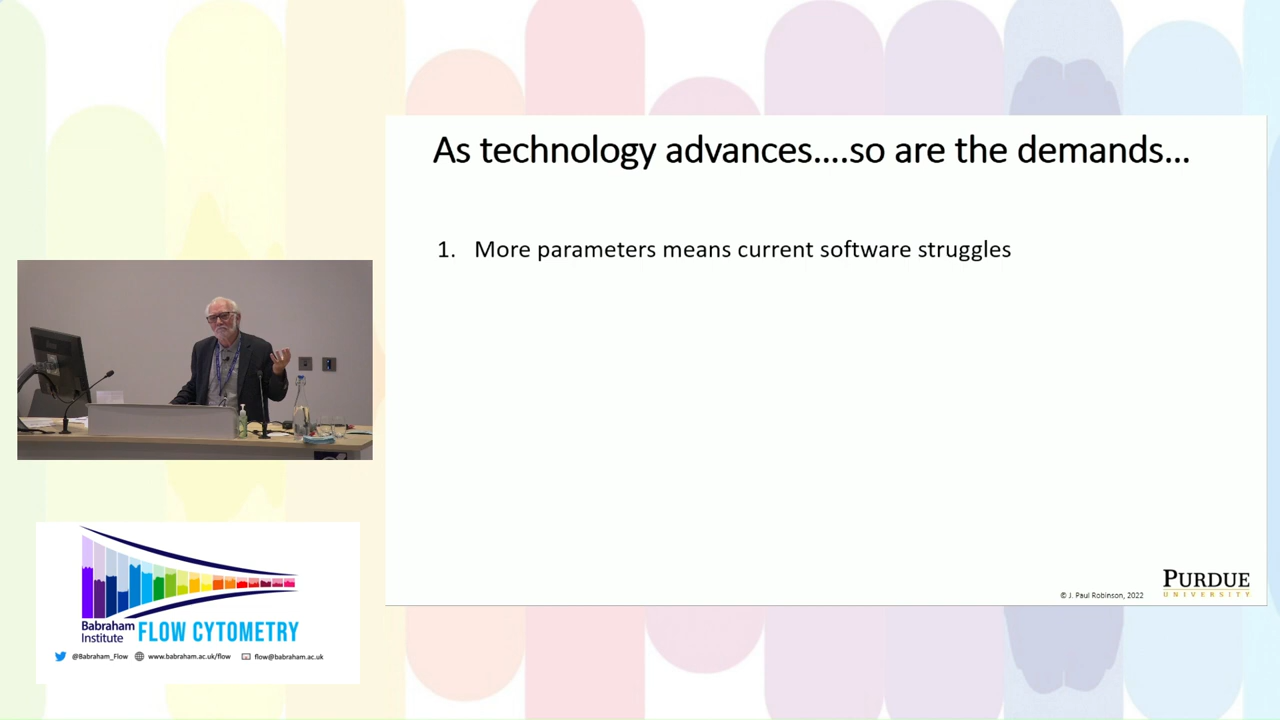 As technology advances....so are the demands...
1. More parameters means current software struggles
© J. Paul Robinson, 2022
PURDUE
UNIVERSITY
Babraham
Institute
FLOW CYTOMETRY
@Babraham_Flow www.babraham.ac.uk/flow flow@babraham.ac.uk